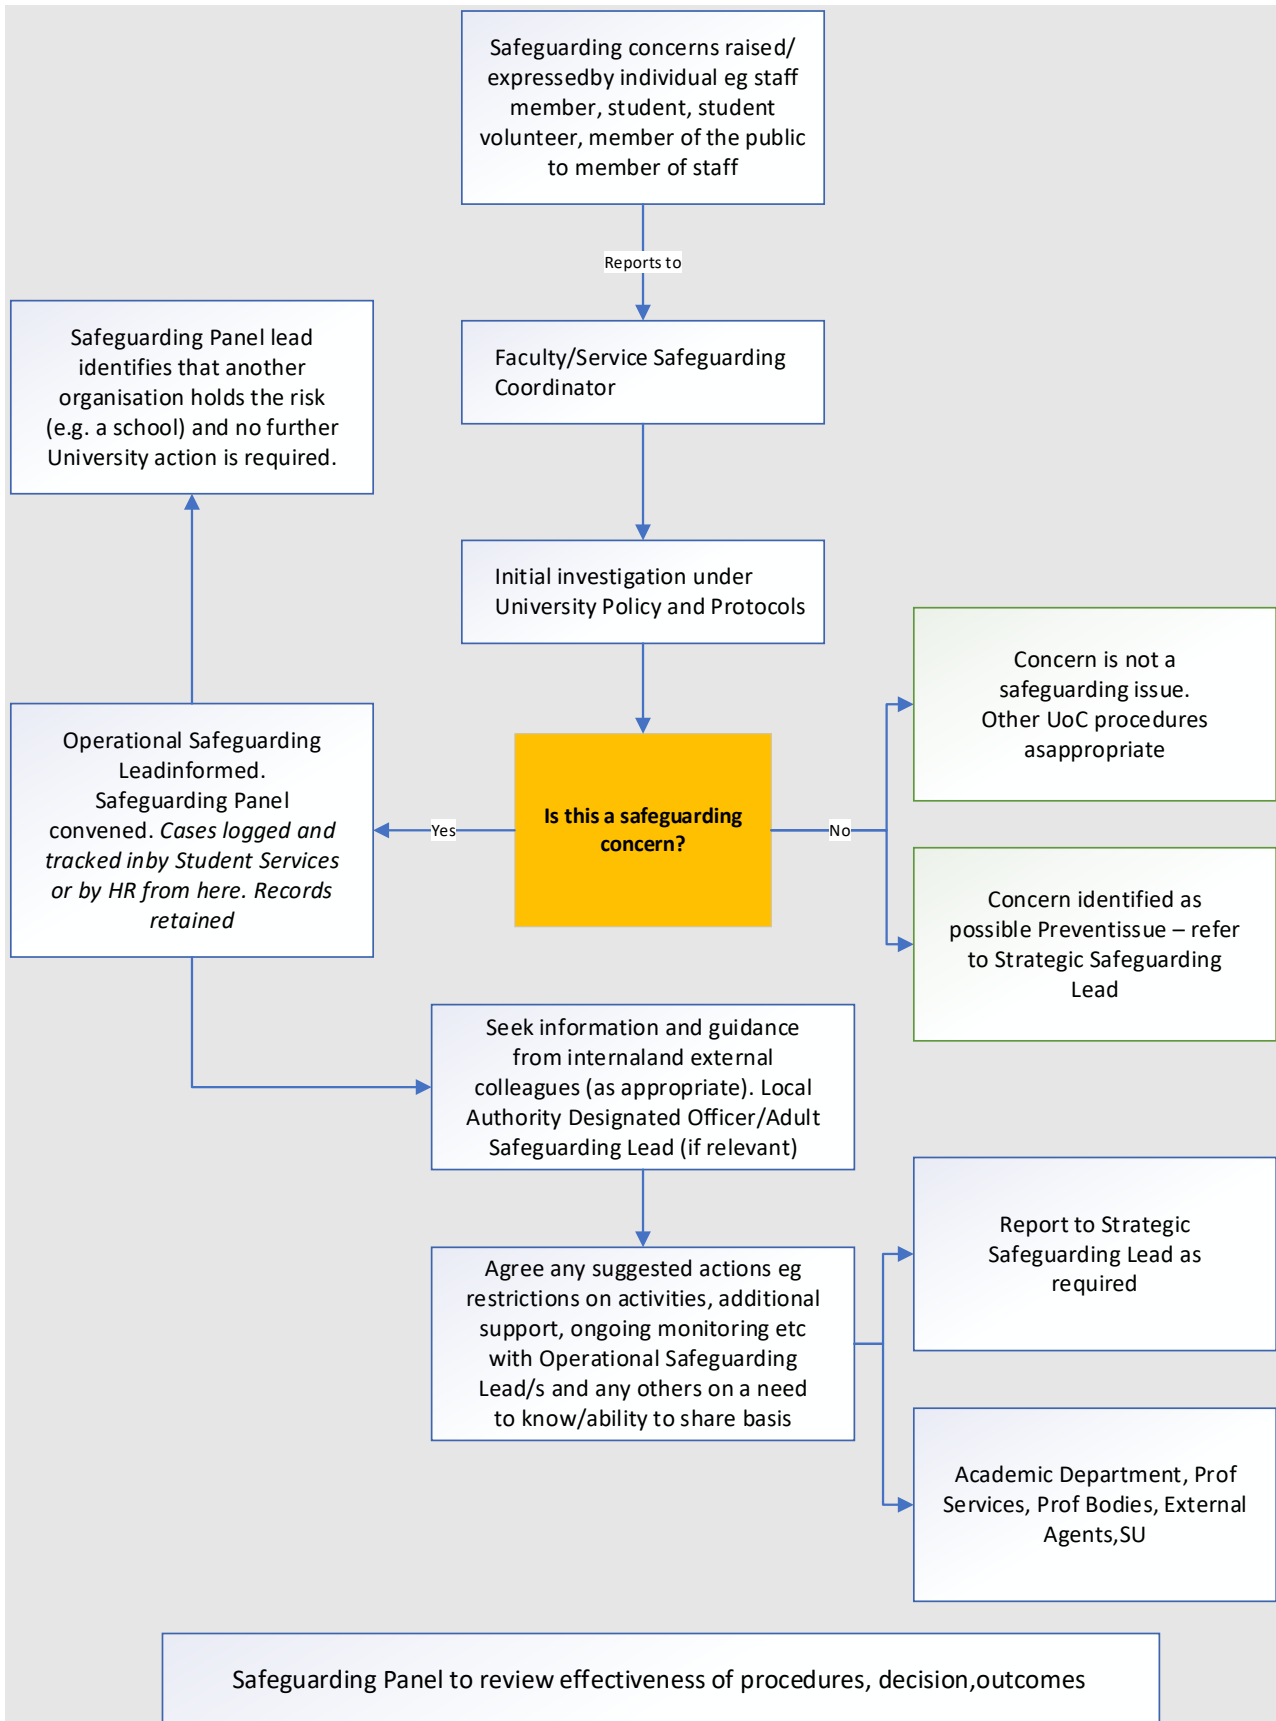 Safeguarding concerns raised/
expressedby individual eg staff
member, student, student
volunteer, member of the public
to member of staff
Reports to
Safeguarding Panel lead
identifies that another
organisation holds the risk
(e.g. a school) and no further
University action is required.
Faculty/Service Safeguarding
Coordinator
Initial investigation under
University Policy and Protocols
Concern is not a
safeguarding issue.
Other UoC procedures
asappropriate
Operational Safeguarding
Leadinformed.
Safeguarding Panel
convened. Cases logged and
tracked inby Student Services
or by HR from here. Records
retained
Yes
Is this a safeguarding
concern?
No
Concern identified as
possible Preventissue – refer
to Strategic Safeguarding
Lead
Seek information and guidance
from internaland external
colleagues (as appropriate). Local
Authority Designated Officer/Adult
Safeguarding Lead (if relevant)
Report to Strategic
Safeguarding Lead as
required
Agree any suggested actions eg
restrictions on activities, additional
support, ongoing monitoring etc
with Operational Safeguarding
Lead/s and any others on a need
to know/ability to share basis
Academic Department, Prof
Services, Prof Bodies, External
Agents,SU
Safeguarding Panel to review effectiveness of procedures, decision,outcomes